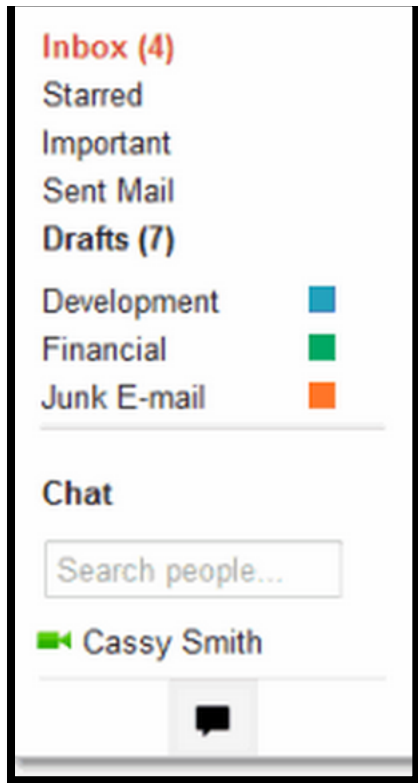 Inbox (4)
Starred
Important
Sent Mail
Drafts (7)
Development
Financial
Junk E-mail
Chat
Search people...
Cassy Smith